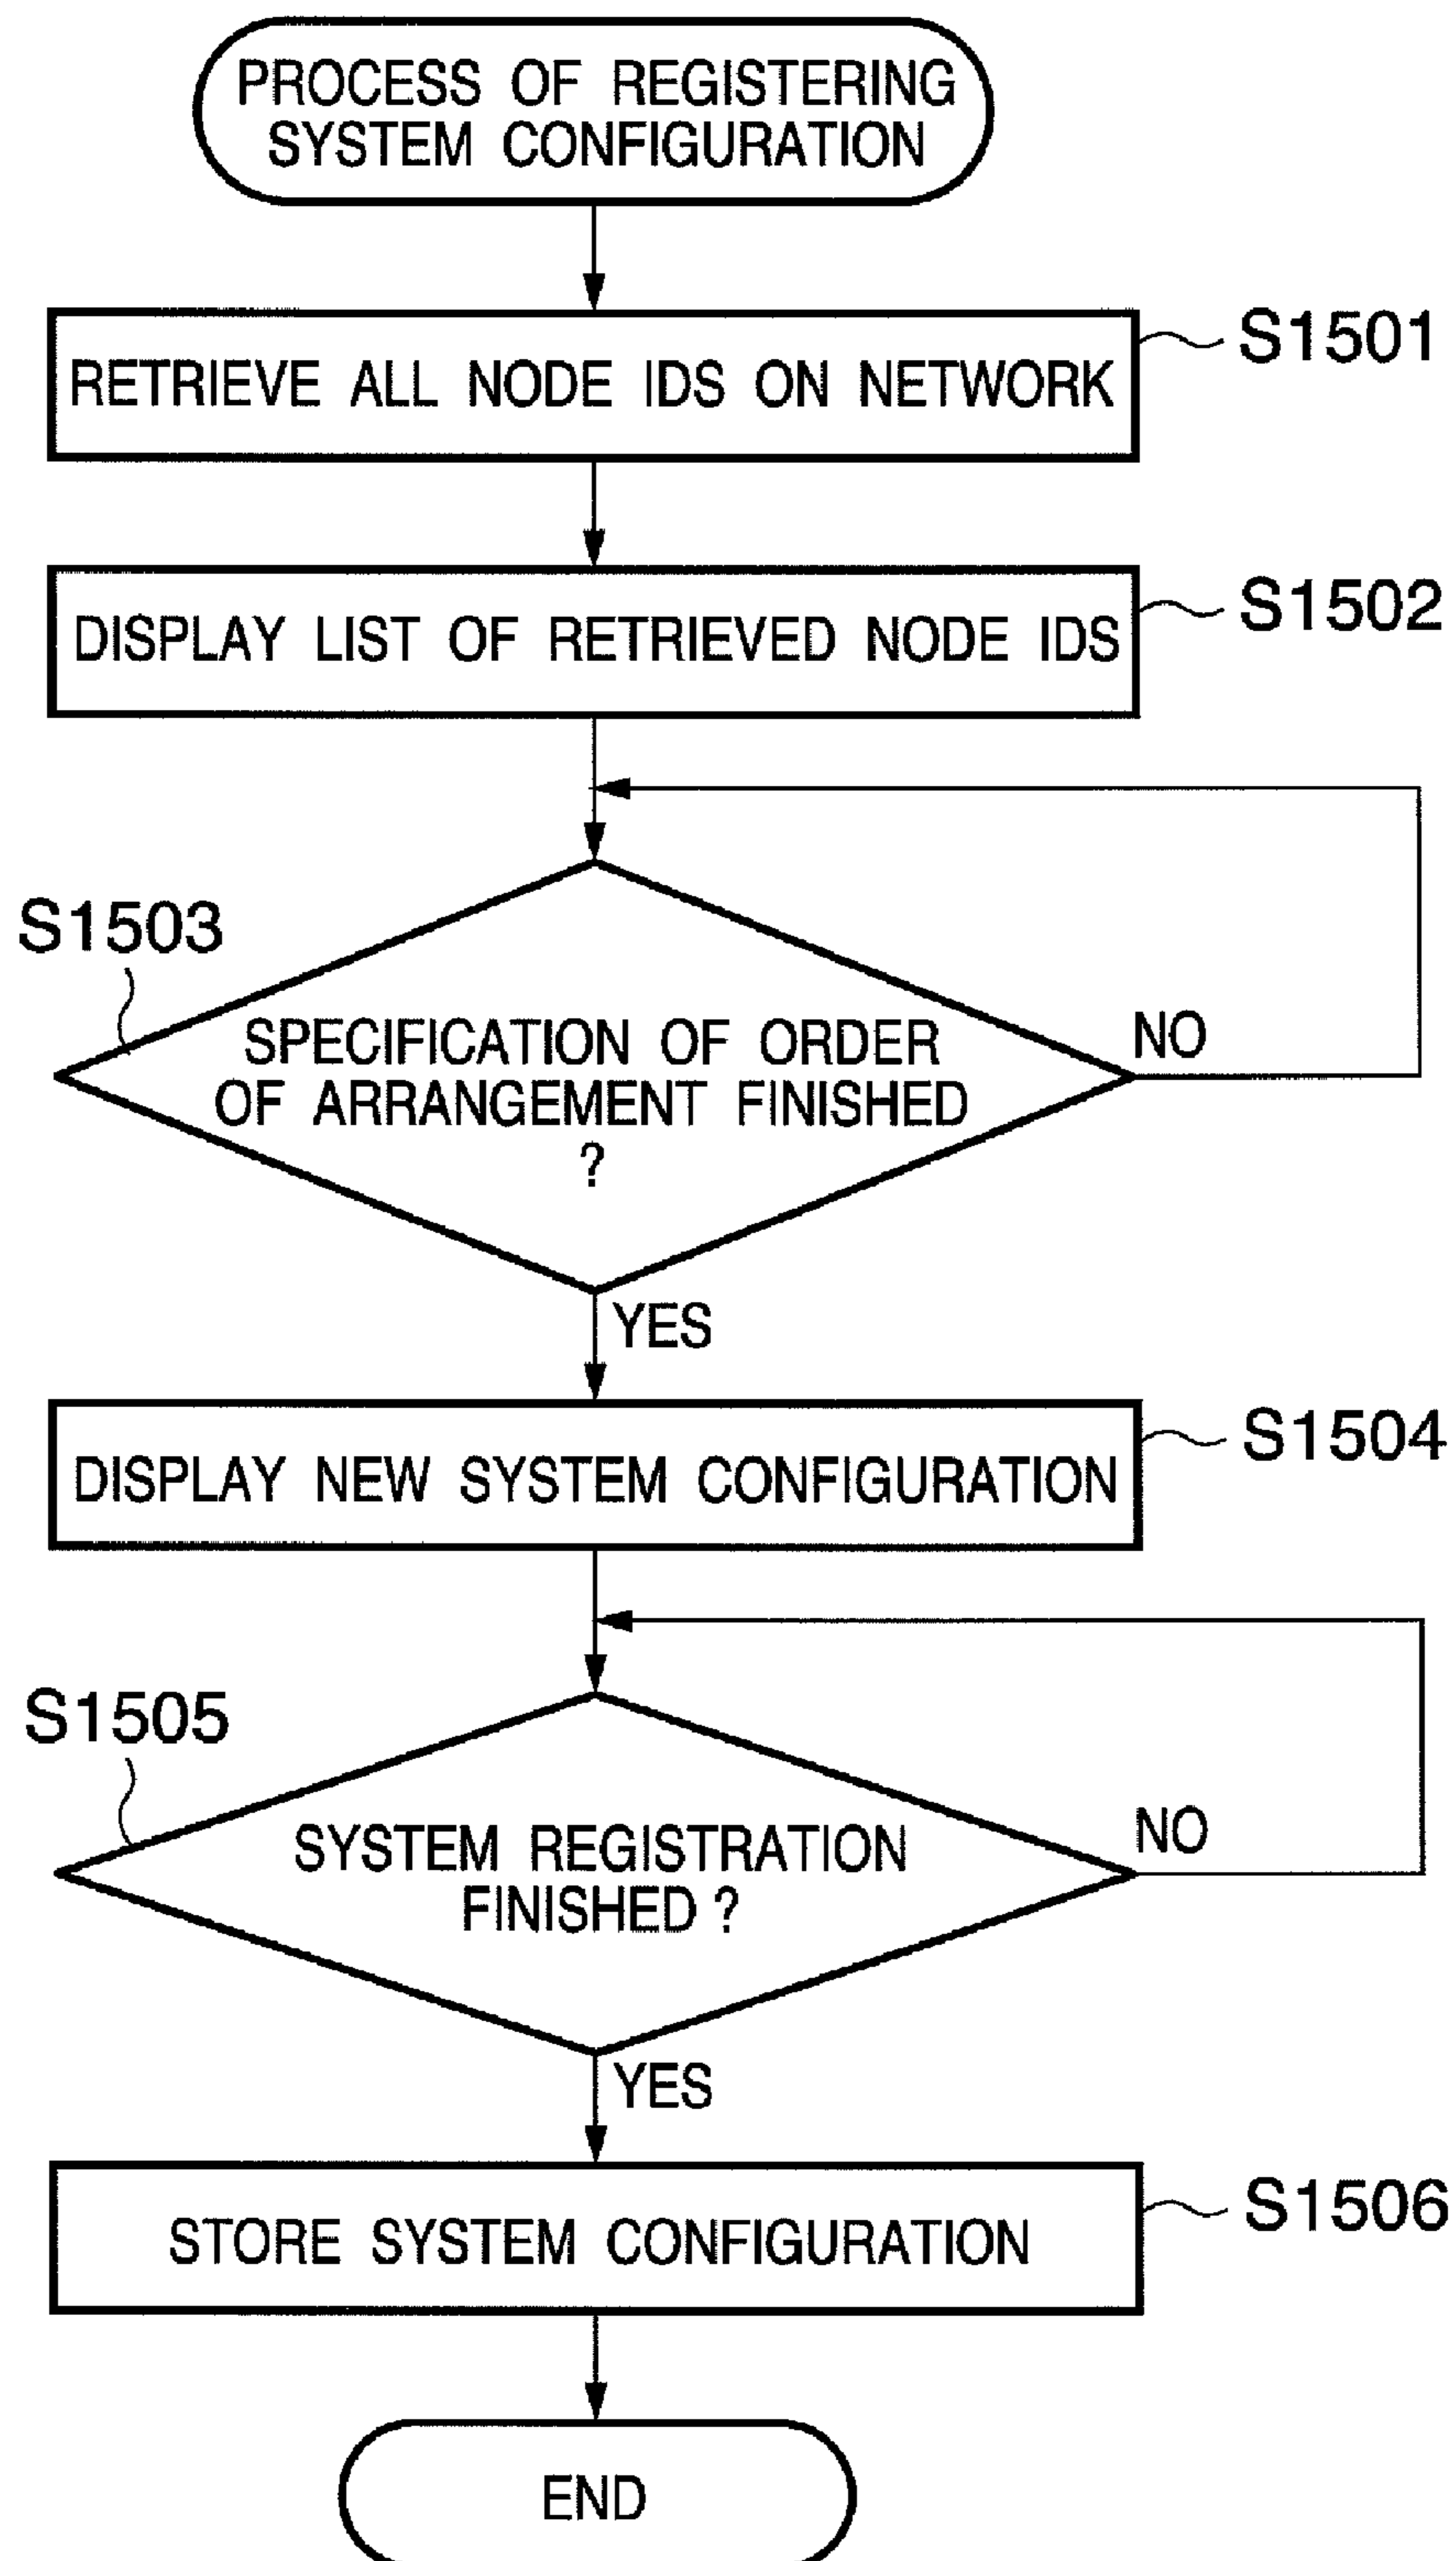 PROCESS OF REGISTERING
SYSTEM CONFIGURATION
S1501
RETRIEVE ALL NODE IDS ON NETWORK
S1502
DISPLAY LIST OF RETRIEVED NODE IDS
S1503
SPECIFICATION OF ORDER
OF ARRANGEMENT FINISHED
?
NO
YES
S1504
DISPLAY NEW SYSTEM CONFIGURATION
S1505
SYSTEM REGISTRATION
FINISHED ?
NO
YES
S1506
STORE SYSTEM CONFIGURATION
END